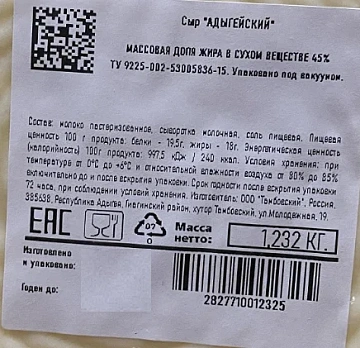 Сыр "АДЫГЕЙСКИЙ"
МАССОВАЯ ДОЛЯ ЖИРА В СУХОМ ВЕЩЕСТВЕ 45%
ТУ 9225-002-53005836-15. Упаковано под вакуумом.
Состав: молоко пастеризованное, сыворотка молочная, соль пищевая. Пищевая
ценность 100 г продукта: белки - 19,5г, жиры - 18г. Энергетическая ценность
(калорийность) 100г продукта: 997,5 кДж / 240 ккал. Условия хранения: при
температуре от 0°С до +6°С и относительной влажности воздуха от 80% до 85%
включительно до и после вскрытия упаковки. Срок годности после вскрытия упаковки
72 часа, при соблюдении условий хранения. Изготовитель: ООО "Тамбовский", Россия,
385638, Республика Адыгея, Гиагинский район, хутор Тамбовский, ул.Молодежная, 19.
EAC
07
Масса
нетто:
1,232 КГ.
Изготовлено
и упаковано:
Годен до:
2827710012325